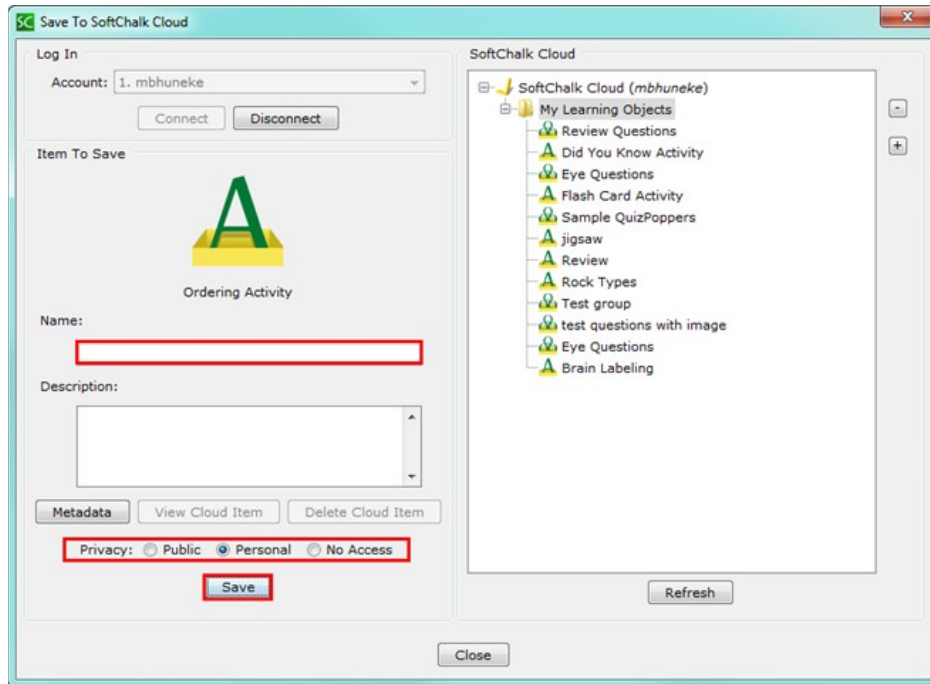 SC Save To SoftChalk Cloud
Log In
Account: 1. mbhuneke
Connect Disconnect
Item To Save
A
Ordering Activity
Name:
Description:
Metadata View Cloud Item Delete Cloud Item
Privacy: Public Personal No Access
Save
SoftChalk Cloud
SoftChalk Cloud (mbhuneke)
My Learning Objects
Review Questions
A Did You Know Activity
Eye Questions
A Flash Card Activity
Sample QuizPoppers
A jigsaw
A Review
A Rock Types
Test group
test questions with image
Eye Questions
A Brain Labeling
-
+
Refresh
Close